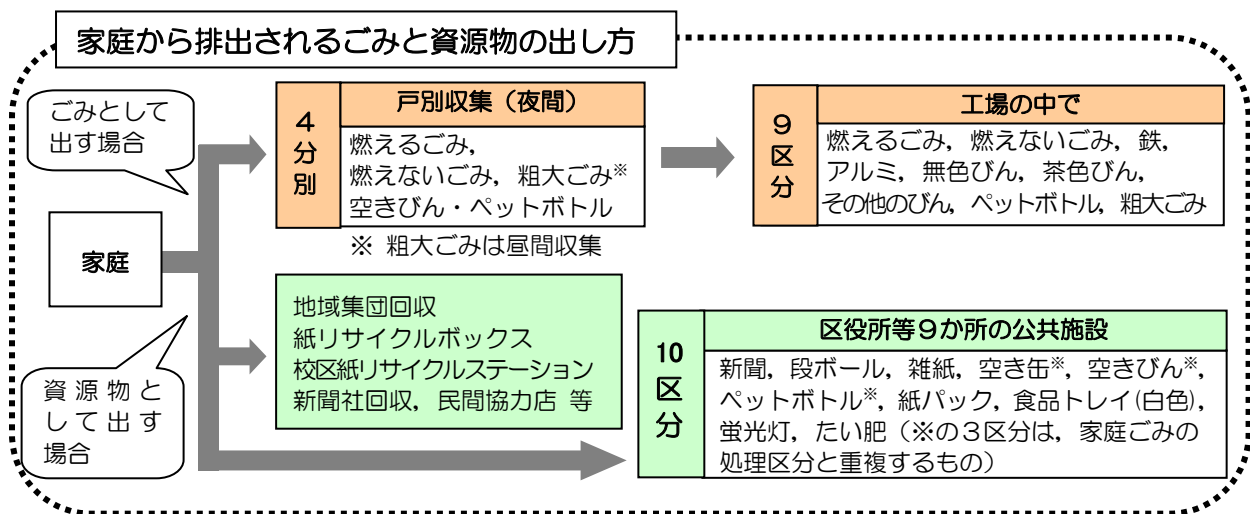 家庭から排出されるごみと資源物の出し方
ごみとして
出す場合
4
分
別
戸別収集（夜間）
燃えるごみ，
燃えないごみ，粗大ごみ※
空きびん・ペットボトル
※ 粗大ごみは昼間収集
9
区
分
工場の中で
燃えるごみ，燃えないごみ，鉄，
アルミ，無色びん，茶色びん，
その他のびん，ペットボトル，粗大ごみ
家庭
地域集団回収
紙リサイクルボックス
校区紙リサイクルステーション
新聞社回収，民間協力店 等
資源物と
して出す
場合
10
区
分
区役所等９か所の公共施設
新聞，段ボール，雑紙，空き缶※，空きびん※，
ペットボトル※，紙パック，食品トレイ(白色)，
蛍光灯，たい肥（※の３区分は，家庭ごみの
処理区分と重複するもの）